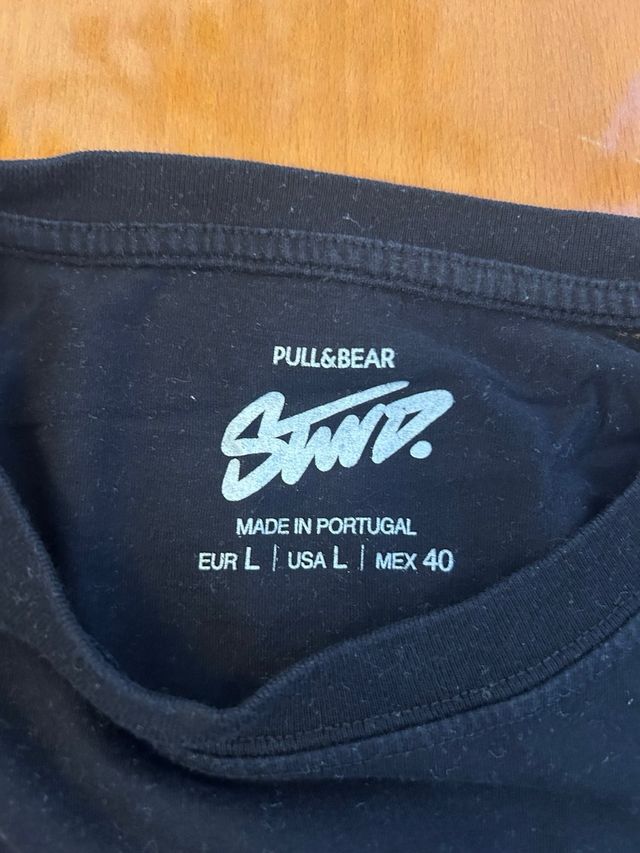 PULL&BEAR
STWD.
MADE IN PORTUGAL
EUR L | USA L | MEX 40